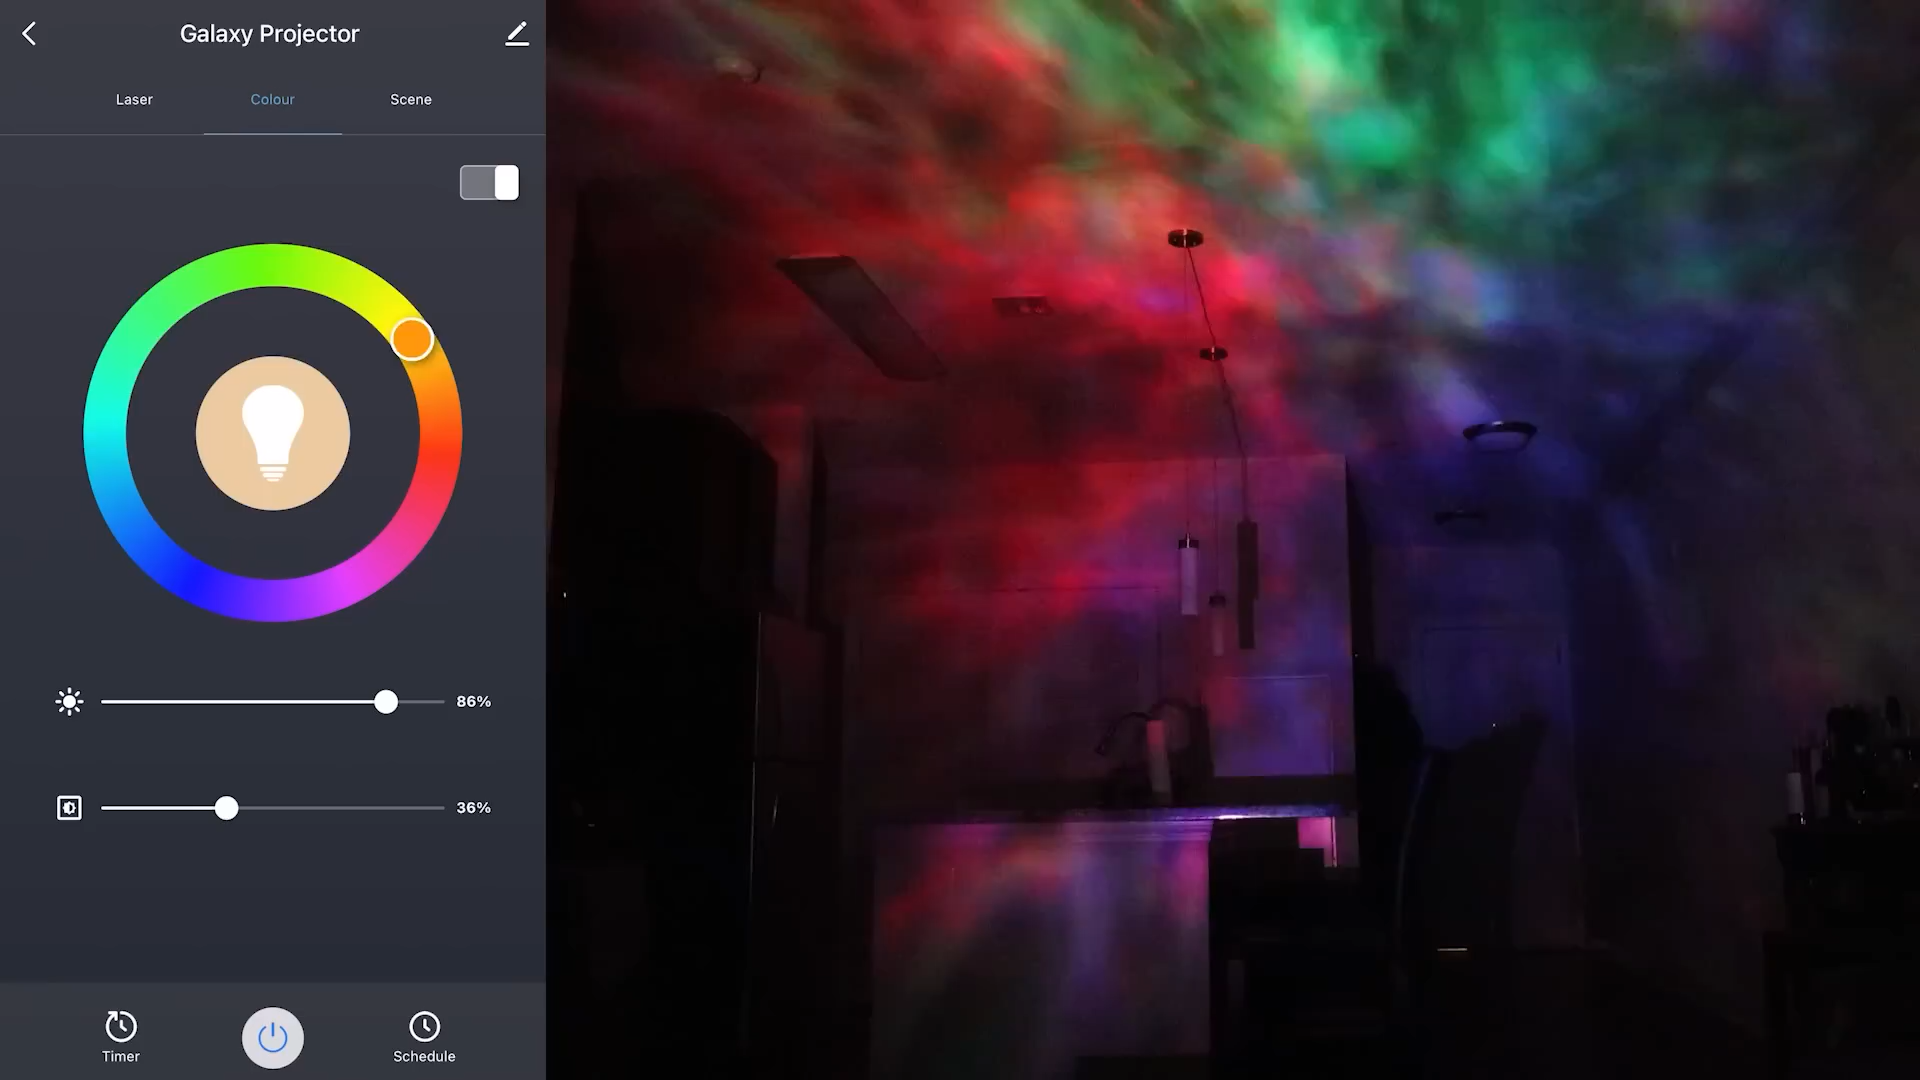 Galaxy Projector
Laser
Colour
Scene
86%
36%
Timer
Schedule